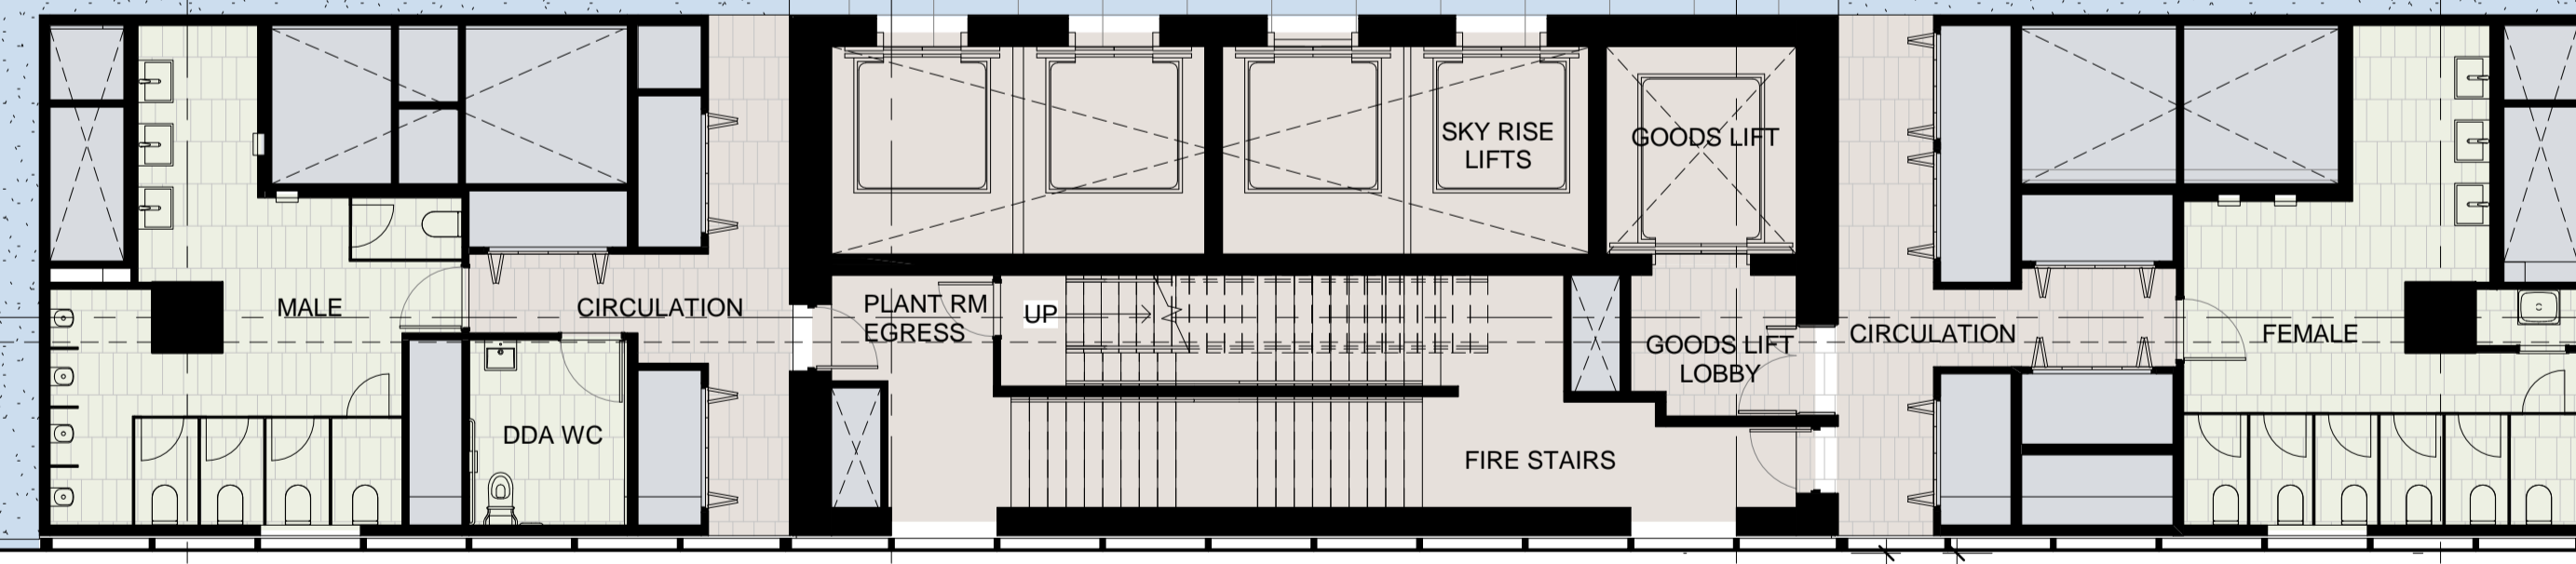 MALE
CIRCULATION
DDA WC
PLANT RM
EGRESS
UP
SKY RISE
LIFTS
GOODS LIFT
GOODS LIFT
LOBBY
FIRE STAIRS
CIRCULATION
FEMALE